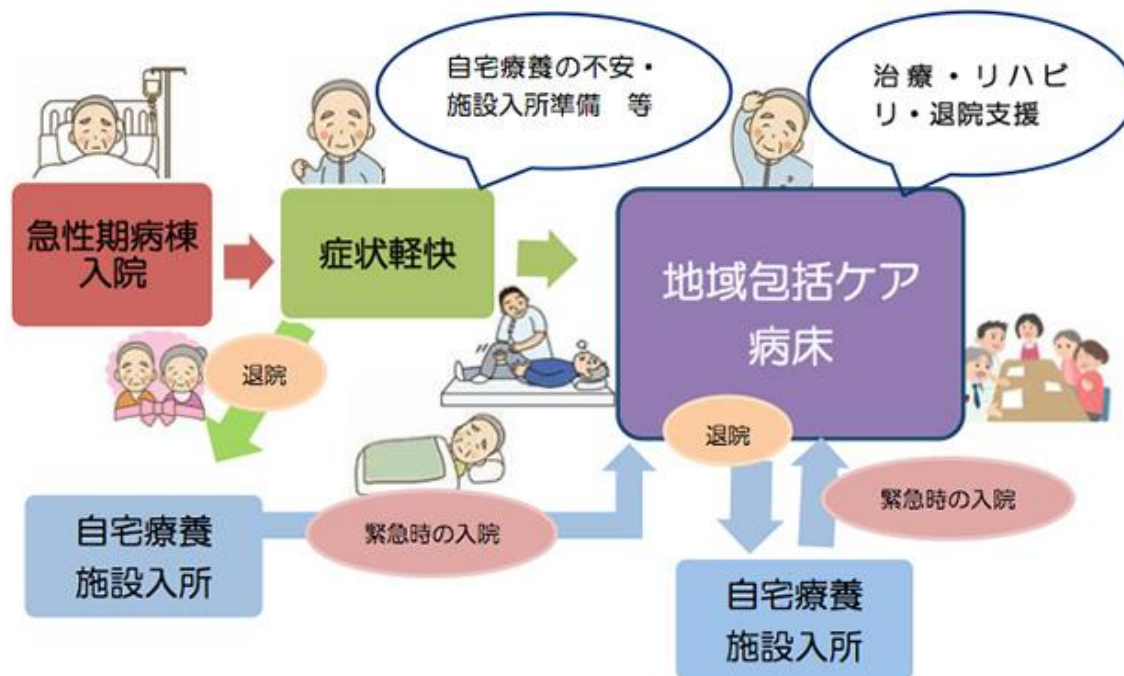 自宅療養の不安・
施設入所準備　等
治療・リハビ
リ・退院支援
急性期病棟
入院
症状軽快
地域包括ケア
病床
退院
退院
緊急時の入院
緊急時の入院
自宅療養
施設入所
自宅療養
施設入所